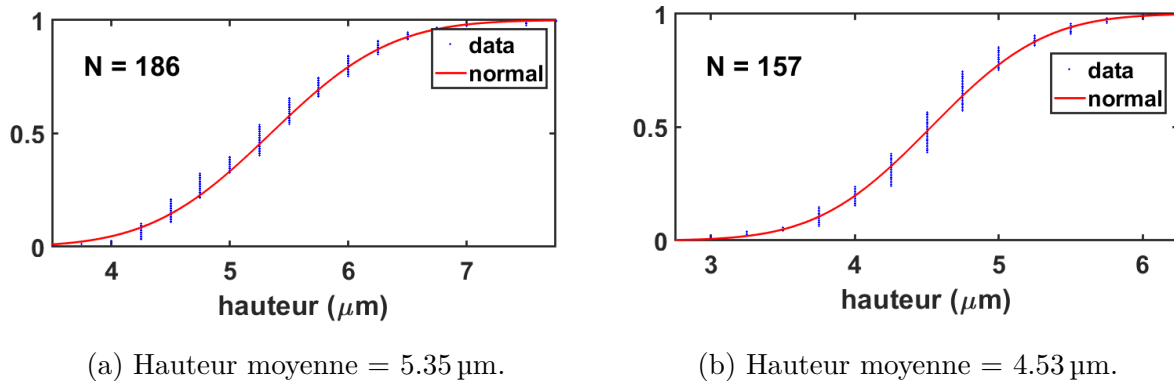 1
0.5
0
N = 186
data
normal
4 5 6 7
hauteur (μm)
(a) Hauteur moyenne = 5.35 µm.
1
0.5
0
N = 157
data
normal
3 4 5 6
hauteur (μm)
(b) Hauteur moyenne = 4.53 µm.